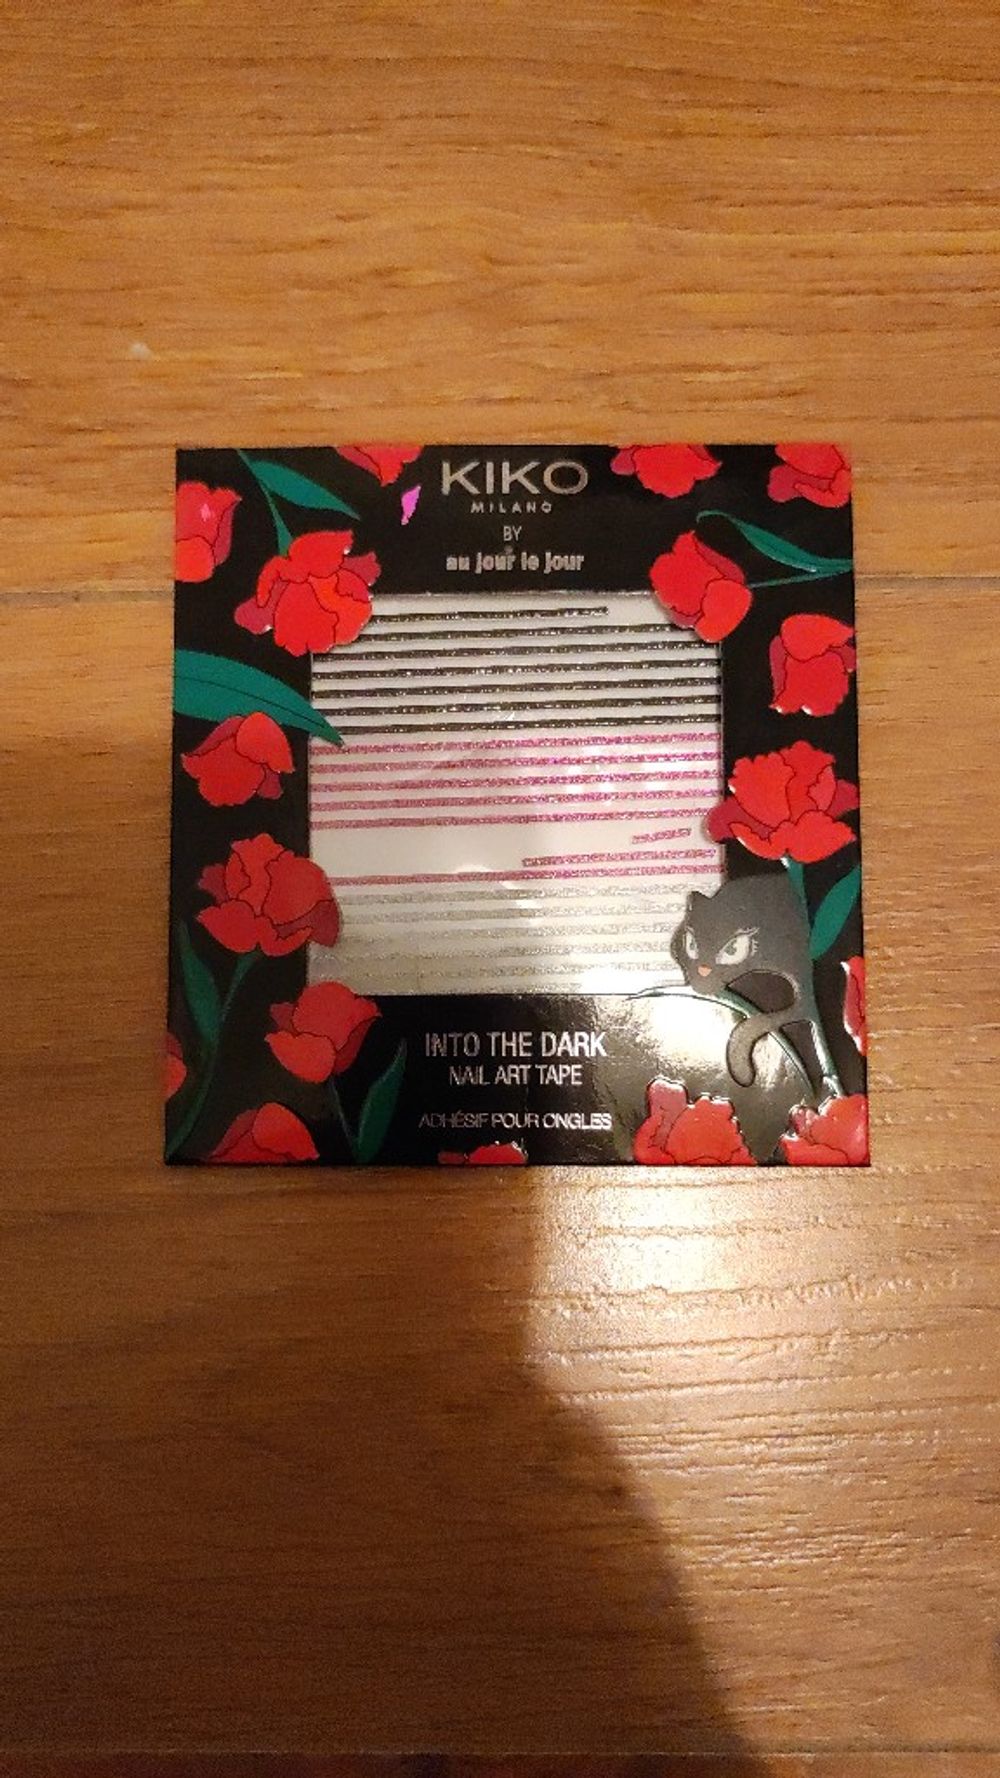 KIKO
MILANO
BY
au jour le jour
INTO THE DARK
NAIL ART TAPE
ADHÉSIF POUR ONGLES